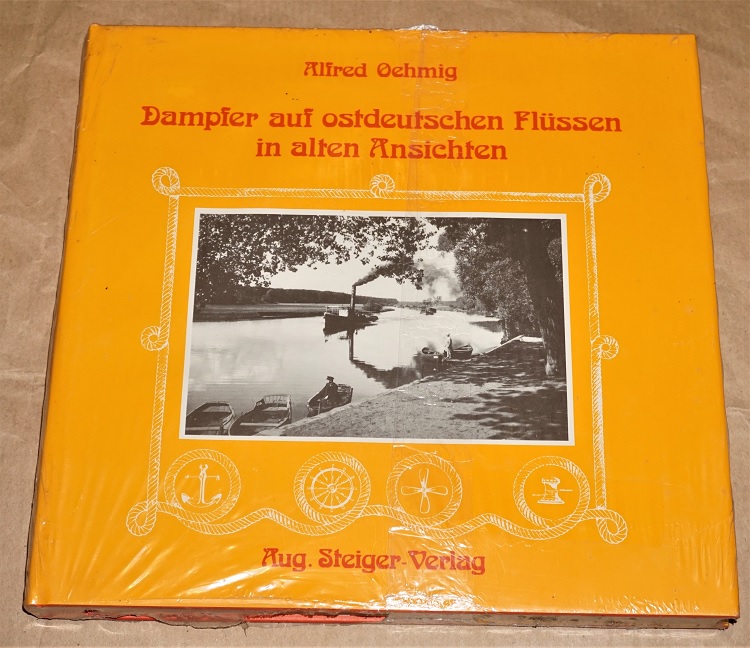 Alfred Oehmig
Dampfer auf ostdeutschen Flüssen
in alten Ansichten
Aug. Steiger-Verlag